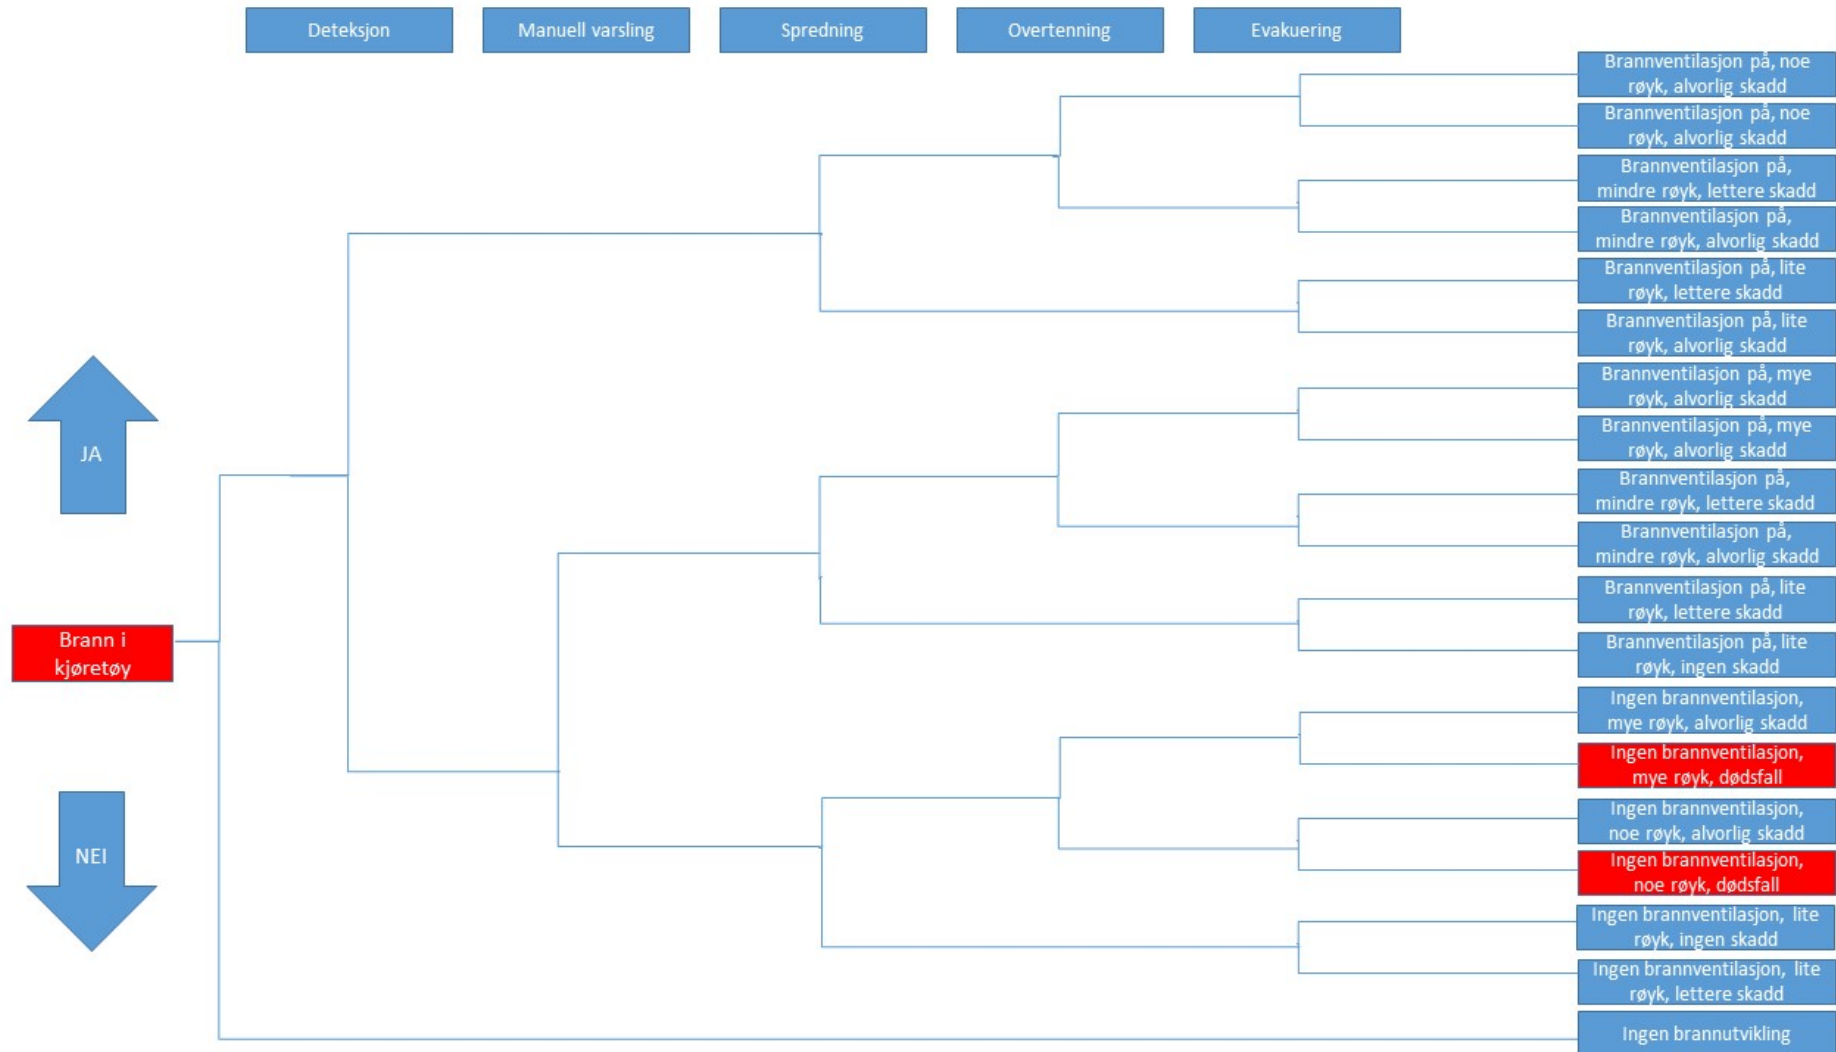 Deteksjon
Manuell varsling
Spredning
Overtenning
Evakuering
Brannventilasjon på, noe
røyk, alvorlig skadd
Brannventilasjon på, noe
røyk, alvorlig skadd
Brannventilasjon på,
mindre røyk, lettere skadd
Brannventilasjon på,
mindre røyk, alvorlig skadd
Brannventilasjon på, lite
røyk, lettere skadd
Brannventilasjon på, lite
røyk, alvorlig skadd
Brannventilasjon på, mye
røyk, alvorlig skadd
Brannventilasjon på, mye
røyk, alvorlig skadd
Brannventilasjon på,
mindre røyk, lettere skadd
Brannventilasjon på,
mindre røyk, alvorlig skadd
Brannventilasjon på, lite
røyk, lettere skadd
Brannventilasjon på, lite
røyk, ingen skadd
Ingen brannventilasjon,
mye røyk, alvorlig skadd
Ingen brannventilasjon,
mye røyk, dødsfall
Ingen brannventilasjon,
noe røyk, alvorlig skadd
Ingen brannventilasjon,
noe røyk, dødsfall
Ingen brannventilasjon, lite
røyk, ingen skadd
Ingen brannventilasjon, lite
røyk, lettere skadd
Ingen brannutvikling
JA
Brann i
kjøretøy
NEI